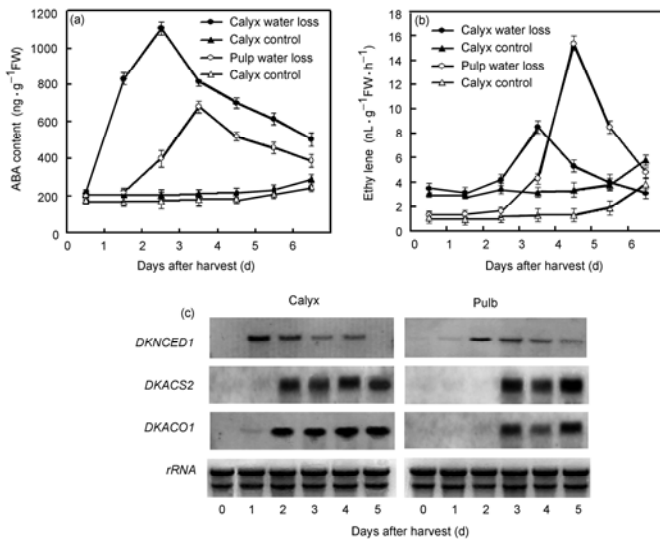 (a)
Calyx water loss
Calyx control
Pulp water loss
Calyx control
ABA content (ng · g⁻¹FW)
1200
1000
800
600
400
200
0
0 1 2 3 4 5 6
Days after harvest (d)
(b)
Calyx water loss
Calyx control
Pulp water loss
Calyx control
Ethy lene (nL · g⁻¹FW · h⁻¹)
18
16
14
12
10
8
6
4
2
0
0 1 2 3 4 5 6
Days after harvest (d)
(c)
Calyx Pulb
DKNCED1
DKACS2
DKACO1
rRNA
0 1 2 3 4 5 0 1 2 3 4 5
Days after harvest (d)